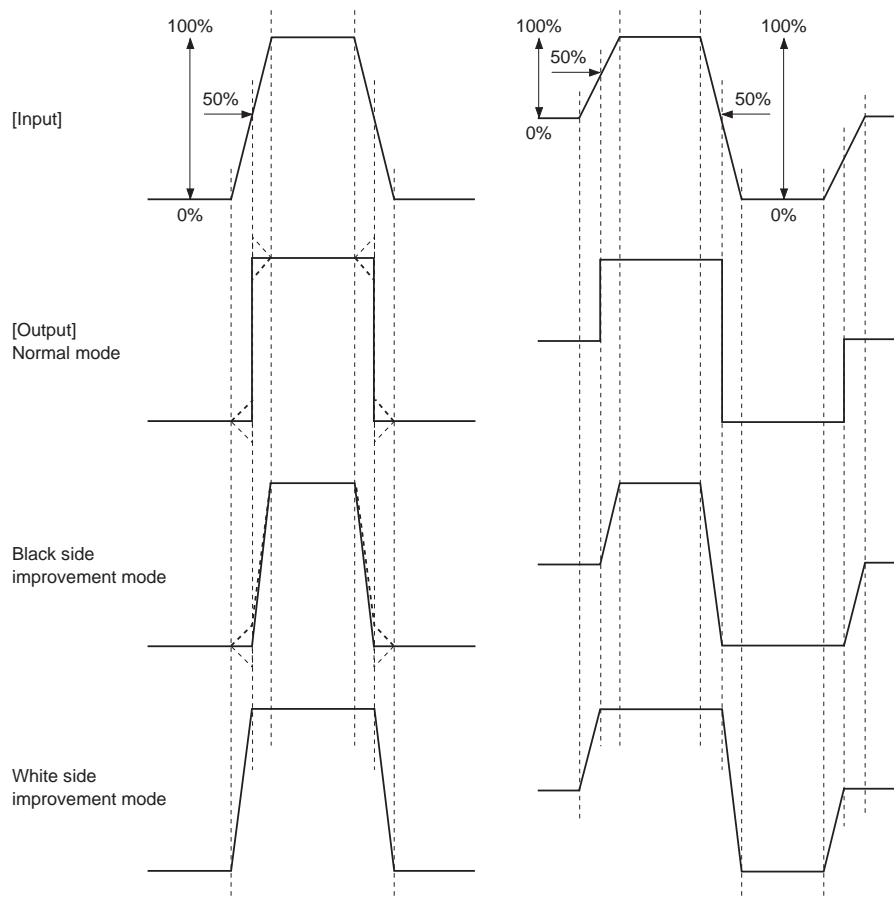 100%
50%
[Input]
0%
100%
50%
0%
100%
50%
0%
[Output]
Normal mode
Black side
improvement mode
White side
improvement mode